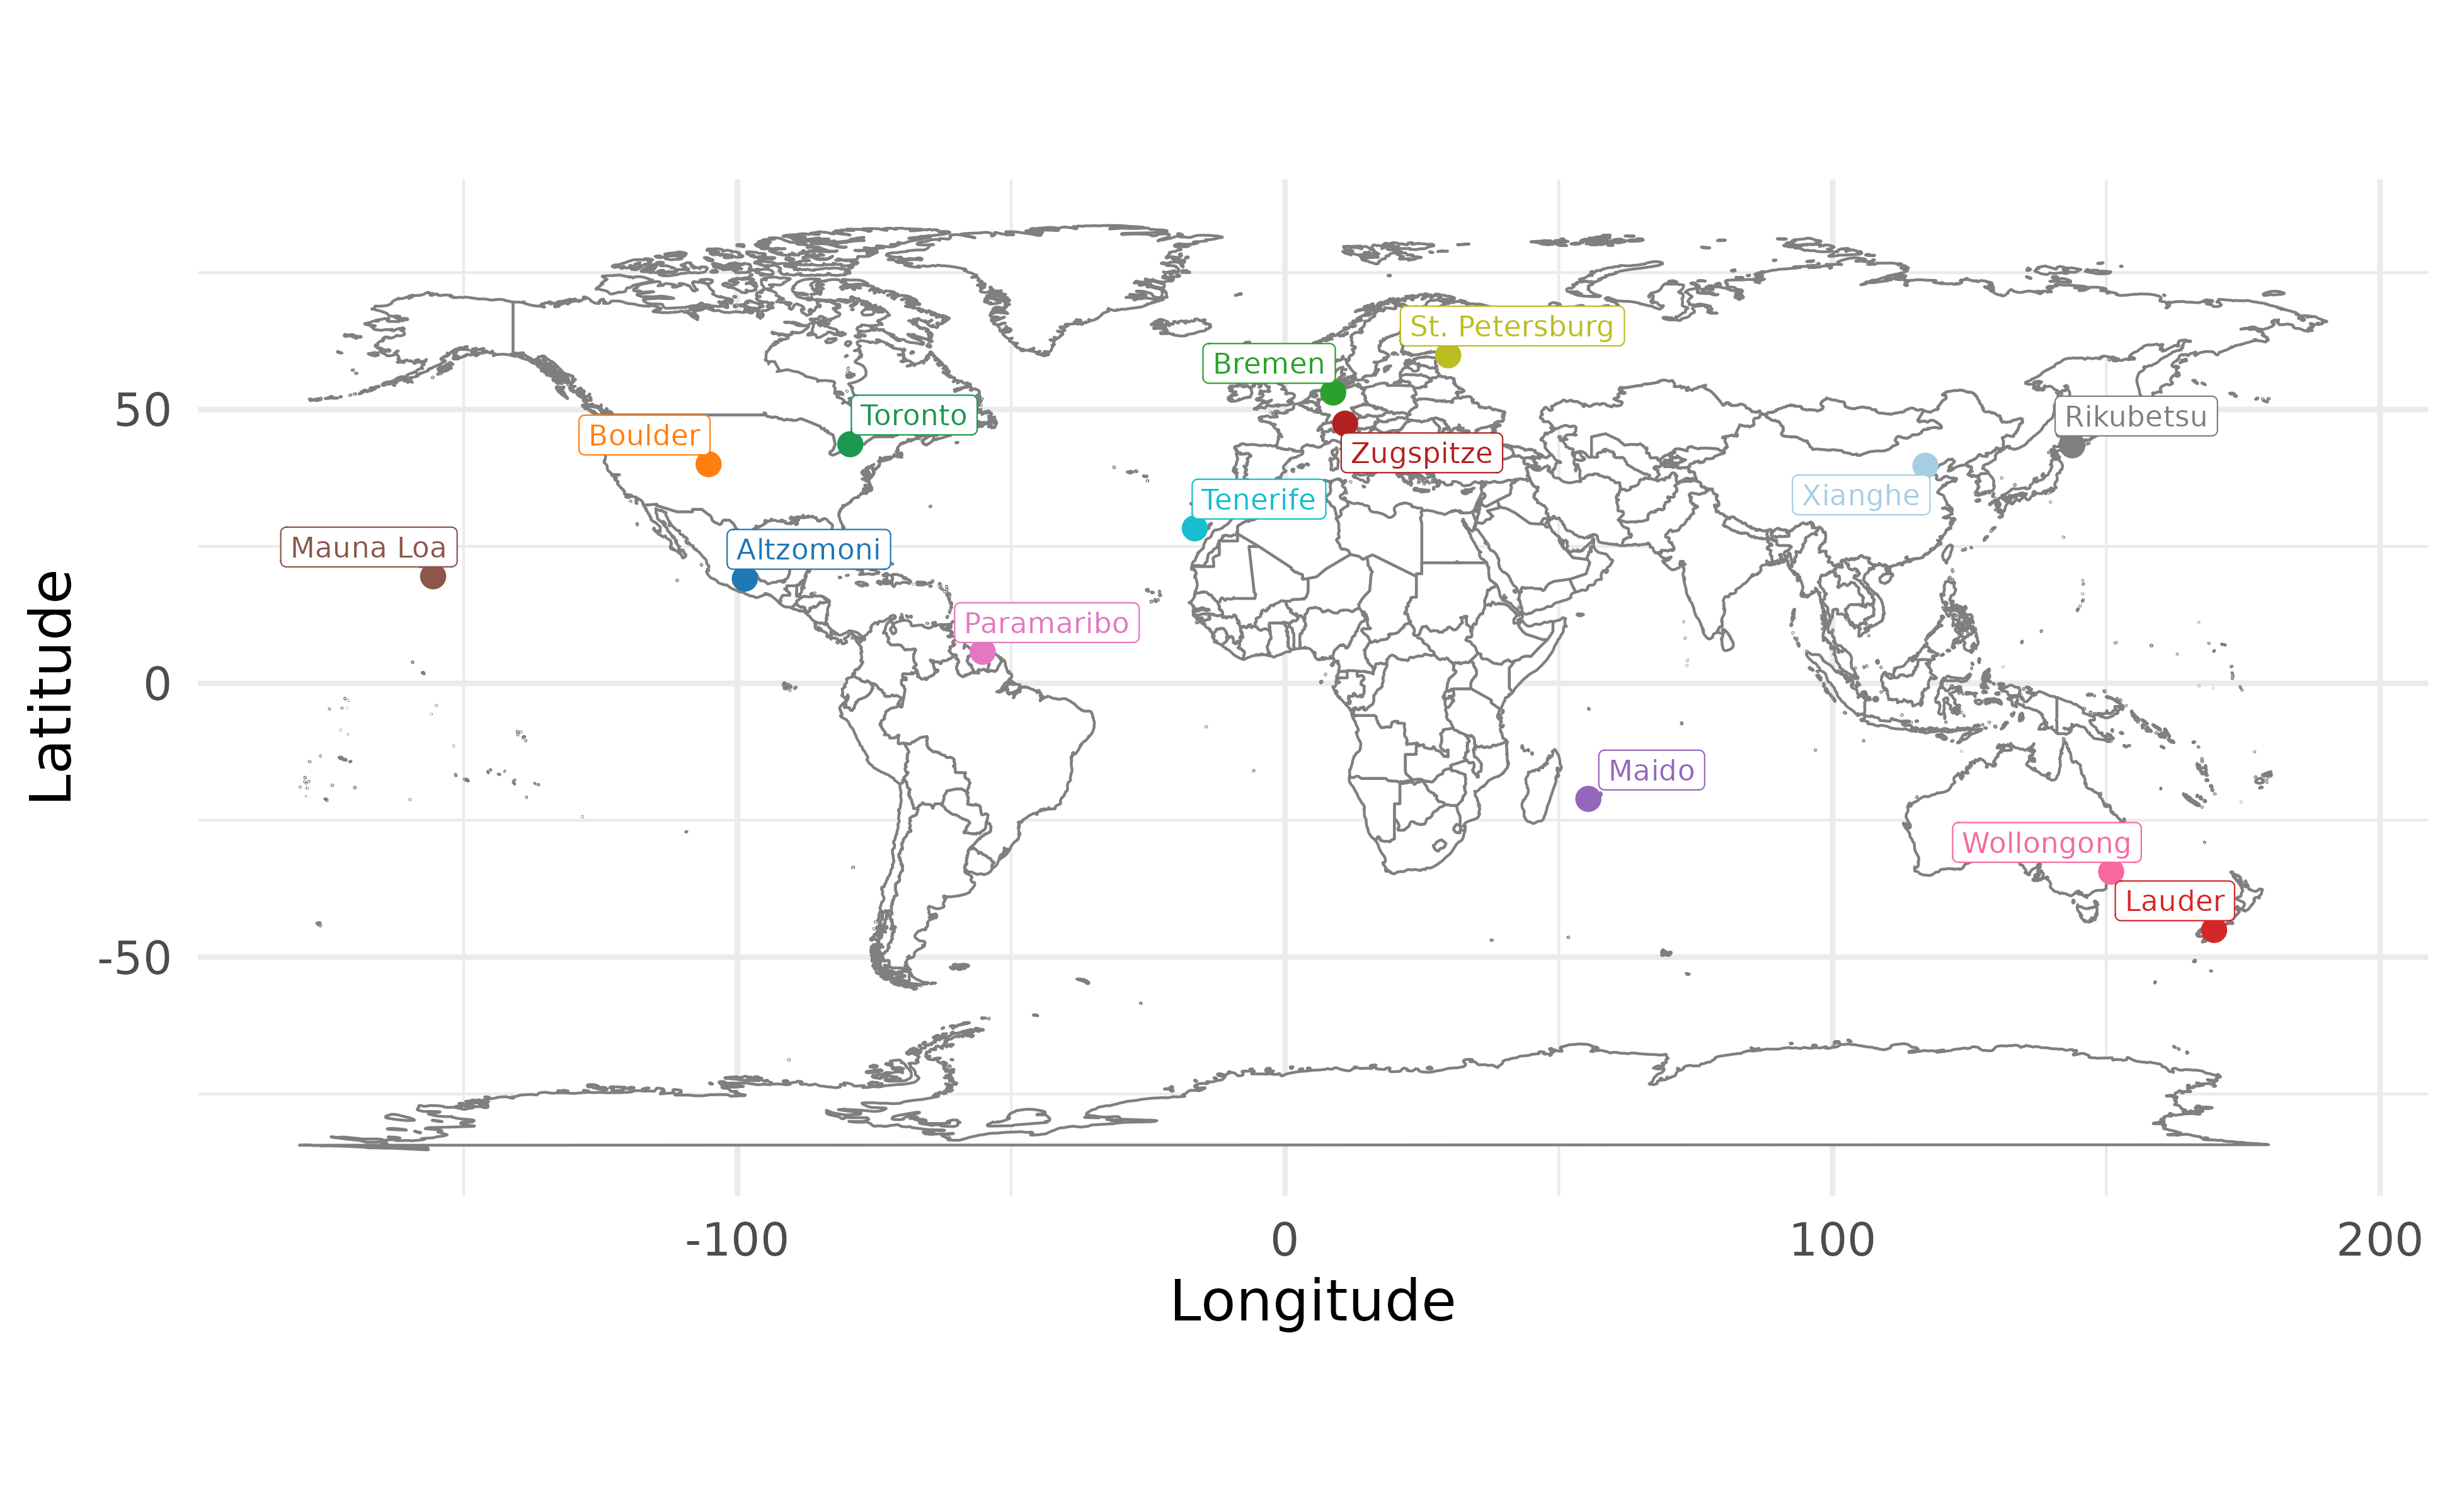 St. Petersburg
Bremen
Toronto
Rikubetsu
Boulder
Zugspitze
Xianghe
Tenerife
Mauna Loa
Altzomoni
Paramaribo
Maido
Wollongong
Lauder
50
0
-50
Latitude
-100
0
100
200
Longitude